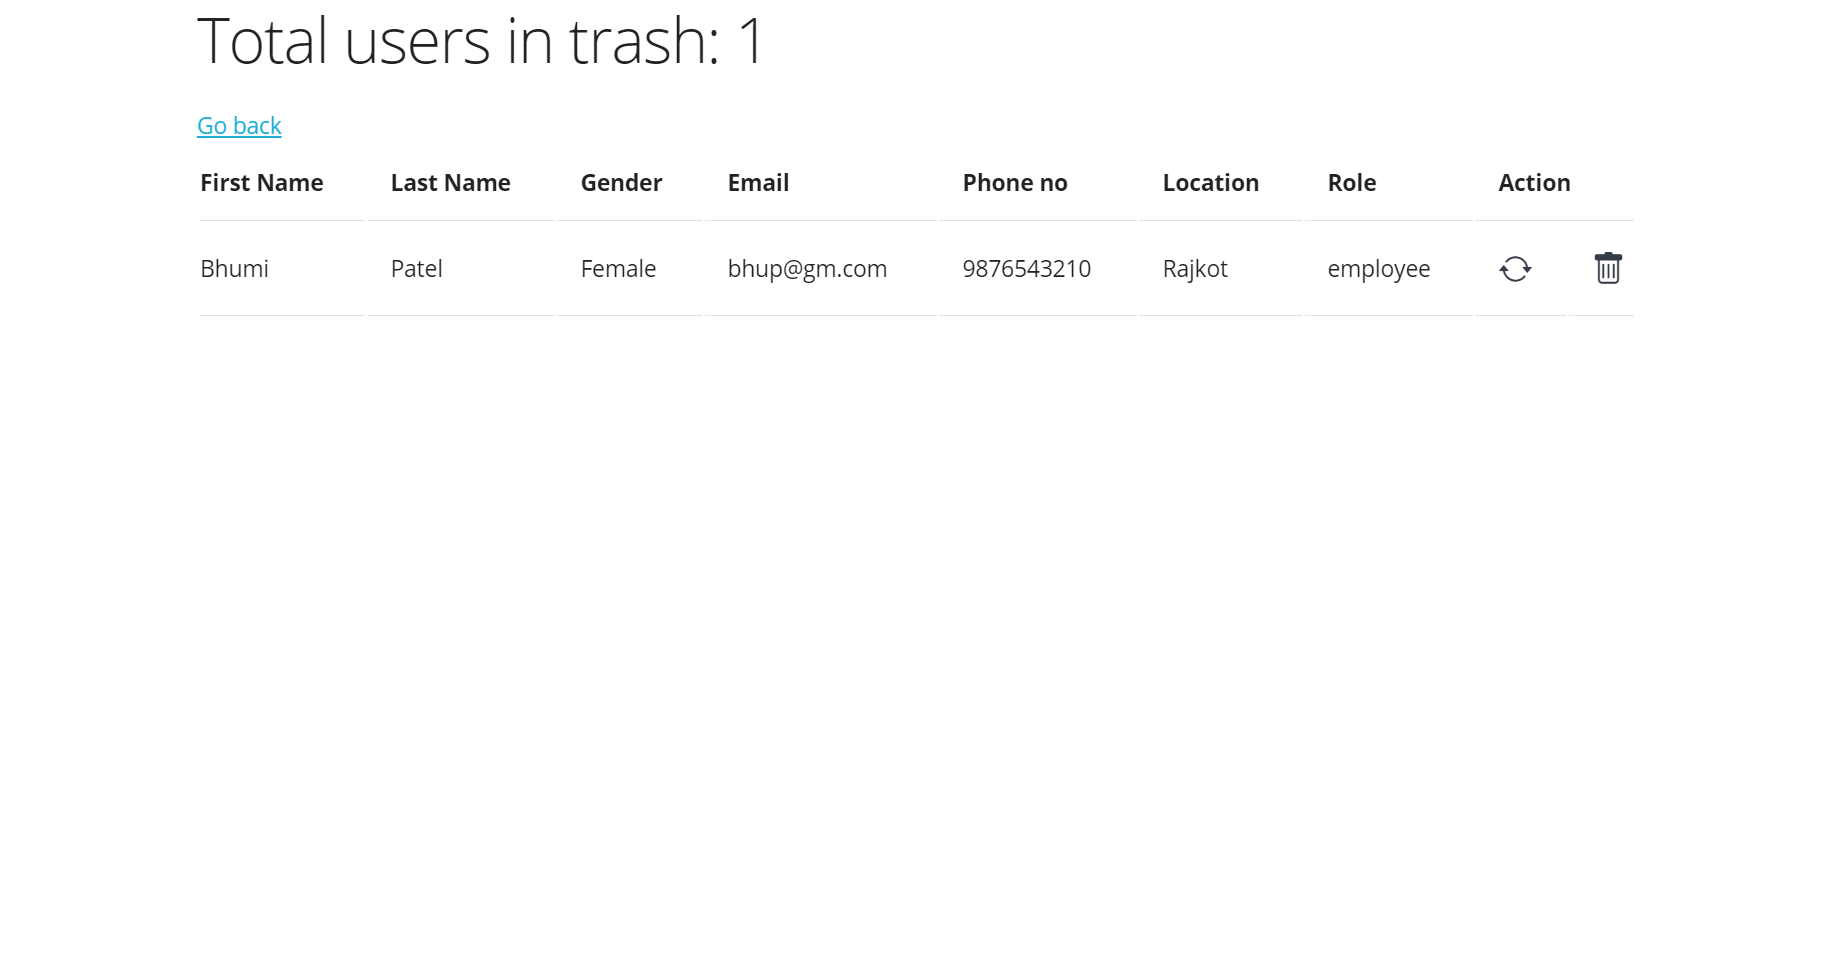 Total users in trash: 1
Go back
First Name Last Name Gender Email Phone no Location Role Action
Bhumi Patel Female bhup@gm.com 9876543210 Rajkot employee